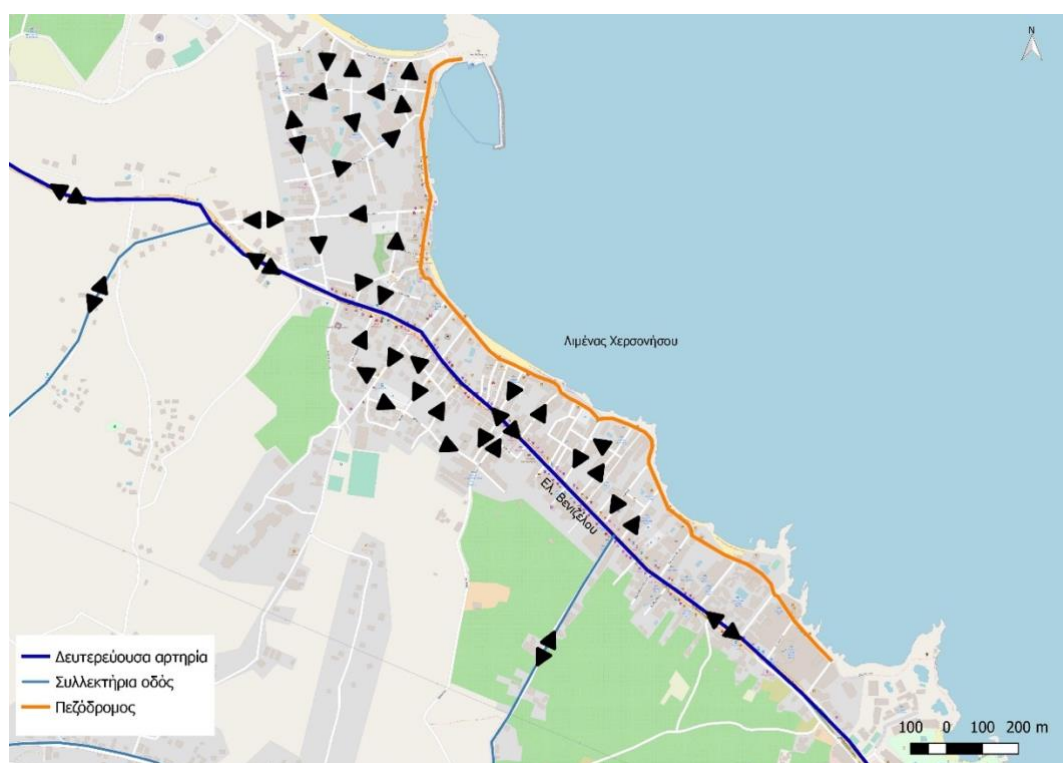 N
Λιμένας Χερσονήσου
Ελ. Βενιζέλου
Δευτερεύουσα αρτηρία
Συλλεκτήρια οδός
Πεζόδρομος
100 0 100 200 m